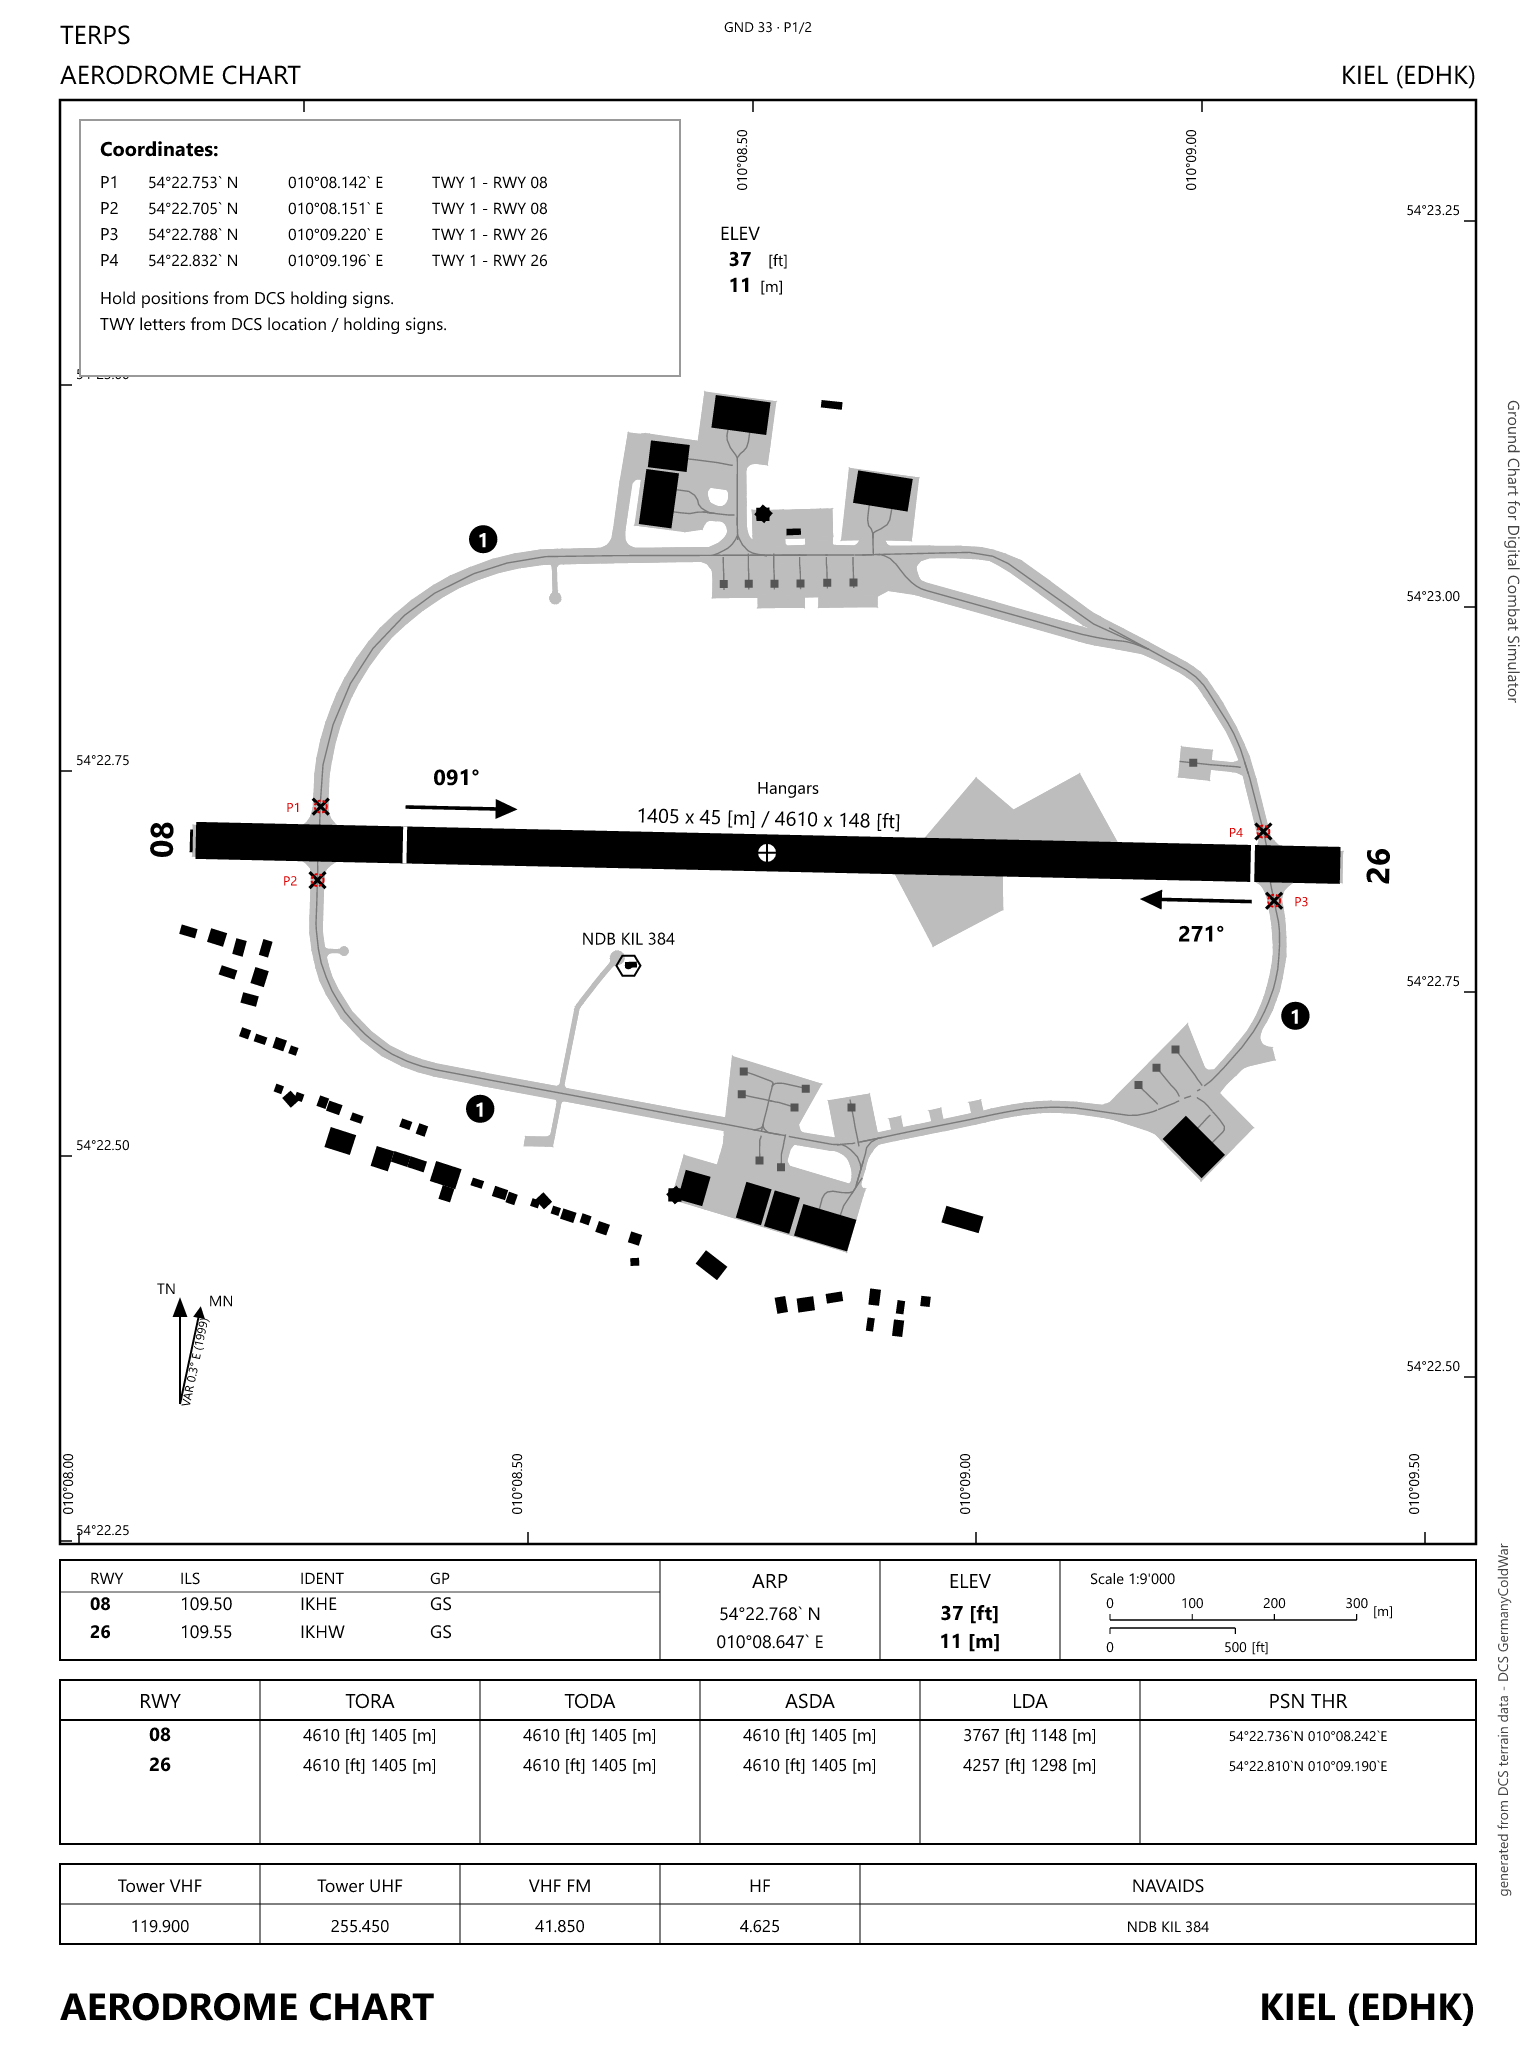 GND 33 · P1/2
TERPS
AERODROME CHART
KIEL (EDHK)
010°08.50
010°09.00
Coordinates:
P1 54°22.753` N 010°08.142` E TWY 1 - RWY 08
P2 54°22.705` N 010°08.151` E TWY 1 - RWY 08
P3 54°22.788` N 010°09.220` E TWY 1 - RWY 26
P4 54°22.832` N 010°09.196` E TWY 1 - RWY 26
Hold positions from DCS holding signs.
TWY letters from DCS location / holding signs.
54°23.25
ELEV
37 [ft]
11 [m]
Ground Chart for Digital Combat Simulator
1
54°23.00
54°22.75
091°
Hangars
1405 x 45 [m] / 4610 x 148 [ft]
P1
P4
08
26
P2
P3
271°
NDB KIL 384
54°22.75
1
1
54°22.50
TN
MN
VAR 0.3° E (1999)
54°22.50
010°08.00
010°08.50
010°09.00
010°09.50
54°22.25
RWY ILS IDENT GP
08 109.50 IKHE GS
26 109.55 IKHW GS
ARP
54°22.768` N
010°08.647` E
ELEV
37 [ft]
11 [m]
Scale 1:9'000
0 100 200 300 [m]
0 500 [ft]
generated from DCS terrain data - DCS GermanyColdWar
RWY TORA TODA ASDA LDA PSN THR
08 4610 [ft] 1405 [m] 4610 [ft] 1405 [m] 4610 [ft] 1405 [m] 3767 [ft] 1148 [m] 54°22.736`N 010°08.242`E
26 4610 [ft] 1405 [m] 4610 [ft] 1405 [m] 4610 [ft] 1405 [m] 4257 [ft] 1298 [m] 54°22.810`N 010°09.190`E
Tower VHF Tower UHF VHF FM HF NAVAIDS
119.900 255.450 41.850 4.625 NDB KIL 384
AERODROME CHART
KIEL (EDHK)